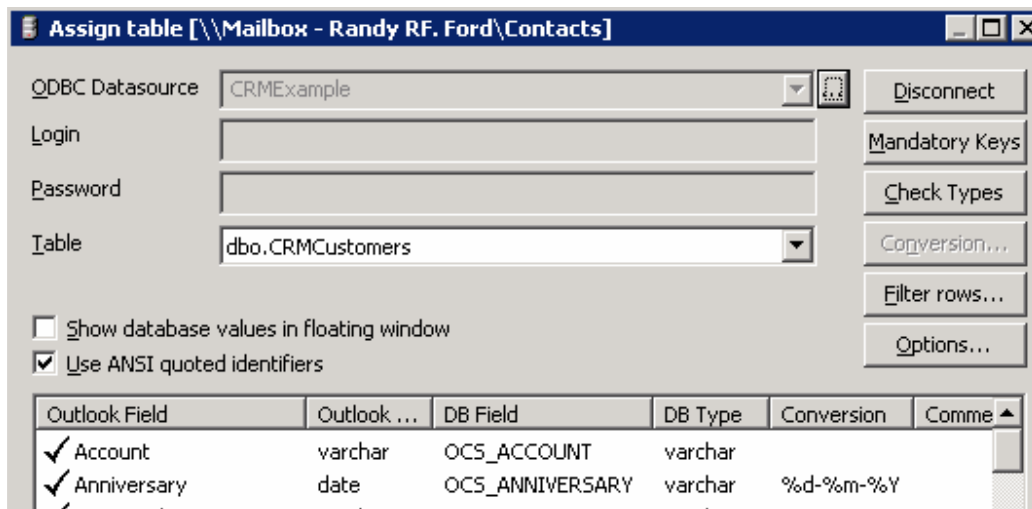 Assign table [\\Mailbox - Randy RF. Ford\Contacts]
ODBC Datasource CRMExample ... Disconnect
Login Mandatory Keys
Password Check Types
Table dbo.CRMCustomers Conversion...
Filter rows...
Show database values in floating window
Options...
Use ANSI quoted identifiers
Outlook Field Outlook ... DB Field DB Type Conversion Comme
Account varchar OCS_ACCOUNT varchar
Anniversary date OCS_ANNIVERSARY varchar %d-%m-%Y